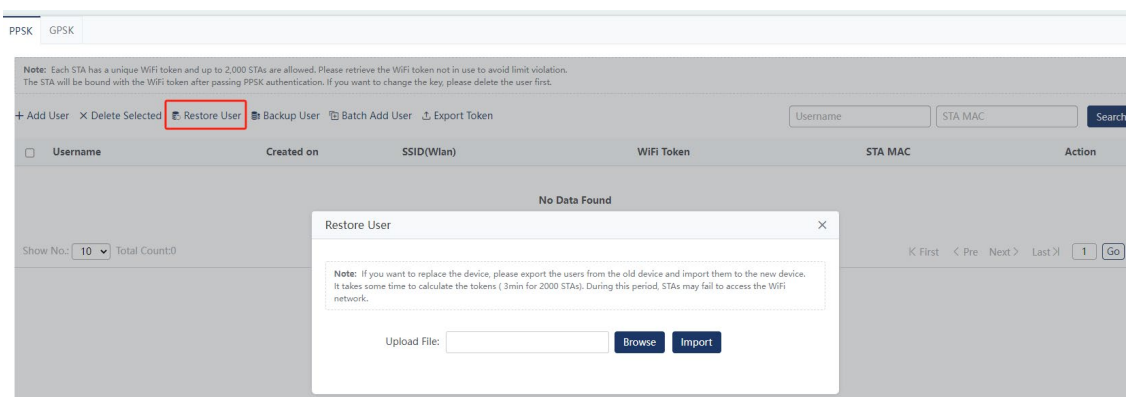 PPSK GPSK
Note: Each STA has a unique WiFi token and up to 2,000 STAs are allowed. Please retrieve the WiFi token not in use to avoid limit violation.
The STA will be bound with the WiFi token after passing PPSK authentication. If you want to change the key, please delete the user first.
+ Add User × Delete Selected Restore User Backup User Batch Add User Export Token Username STA MAC Search
Username Created on SSID(Wlan) WiFi Token STA MAC Action
No Data Found
Restore User ×
Show No.: 10 Total Count:0 K First < Pre Next > Last 1 Go
Note: If you want to replace the device, please export the users from the old device and import them to the new device.
It takes some time to calculate the tokens ( 3min for 2000 STAs). During this period, STAs may fail to access the WiFi
network.
Upload File: Browse Import